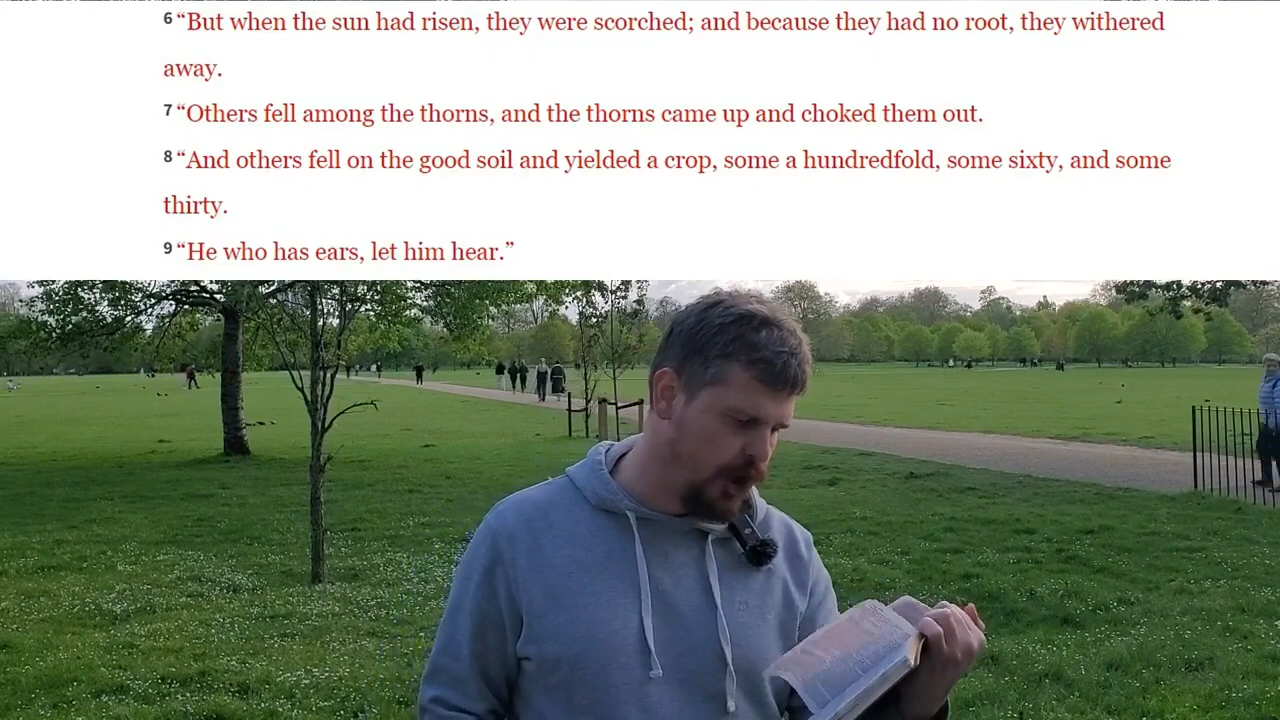 6 “But when the sun had risen, they were scorched; and because they had no root, they withered
away.
7 “Others fell among the thorns, and the thorns came up and choked them out.
8 “And others fell on the good soil and yielded a crop, some a hundredfold, some sixty, and some
thirty.
9 “He who has ears, let him hear.”